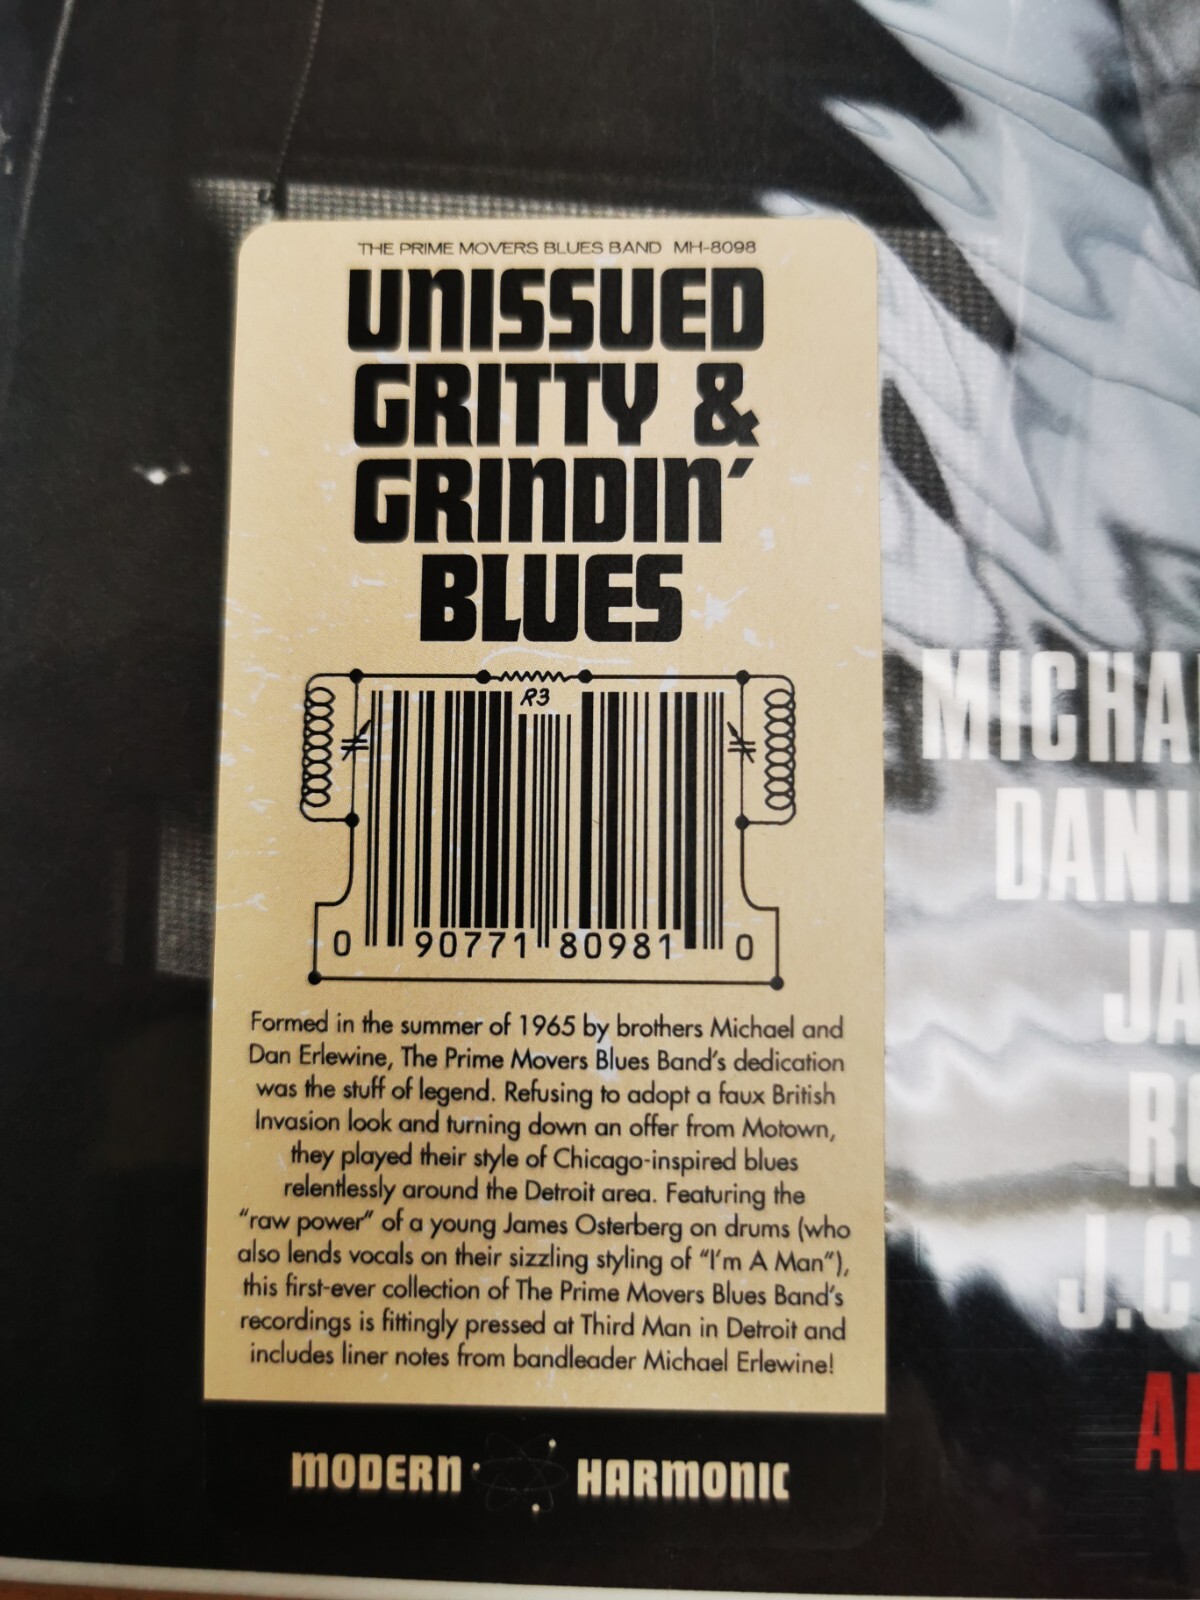 THE PRIME MOVERS BLUES BAND MH-8098
UNISSUED
GRITTY &
GRINDIN'
BLUES
R3
0 90771 80981 0
Formed in the summer of 1965 by brothers Michael and
Dan Erlewine, The Prime Movers Blues Band's dedication
was the stuff of legend. Refusing to adopt a faux British
Invasion look and turning down an offer from Motown,
they played their style of Chicago-inspired blues
relentlessly around the Detroit area. Featuring the
"raw power" of a young James Osterberg on drums (who
also lends vocals on their sizzling styling of "I'm A Man"),
this first-ever collection of The Prime Movers Blues Band's
recordings is fittingly pressed at Third Man in Detroit and
includes liner notes from bandleader Michael Erlewine!
MODERN HARMONIC
MICHA
DANI
JA
J.C